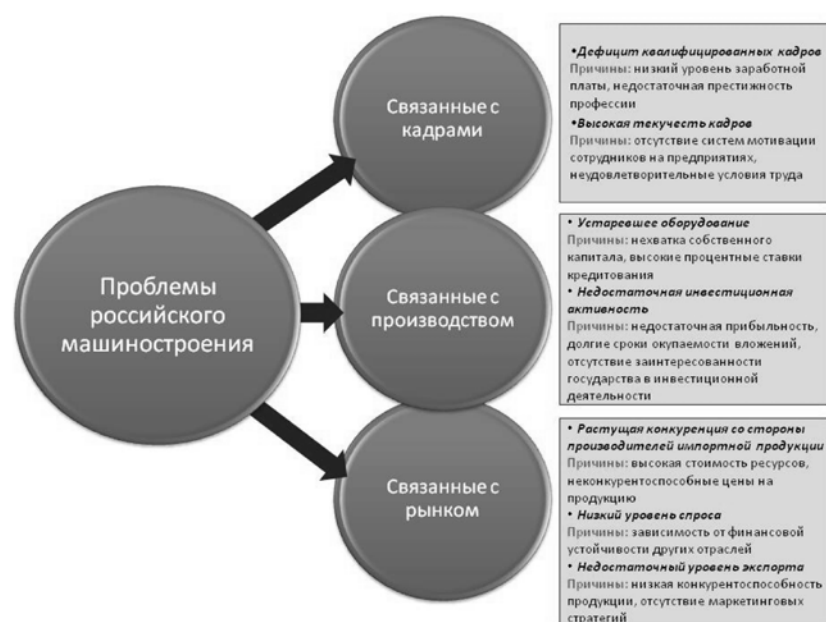 Проблемы
российского
машиностроения
Связанные с
кадрами
•Дефицит квалифицированных кадров
Причины: низкий уровень заработной
платы, недостаточная престижность
профессии
•Высокая текучесть кадров
Причины: отсутствие систем мотивации
сотрудников на предприятиях,
неудовлетворительные условия труда
Связанные с
производством
• Устаревшее оборудование
Причины: нехватка собственного
капитала, высокие процентные ставки
кредитования
• Недостаточная инвестиционная
активность
Причины: недостаточная прибыльность,
долгие сроки окупаемости вложений,
отсутствие заинтересованности
государства в инвестиционной
деятельности
Связанные с
рынком
• Растущая конкуренция со стороны
производителей импортной продукции
Причины: высокая стоимость ресурсов,
неконкурентоспособные цены на
продукцию
• Низкий уровень спроса
Причины: зависимость от финансовой
устойчивости других отраслей
• Недостаточный уровень экспорта
Причины: низкая конкурентоспособность
продукции, отсутствие маркетинговых
стратегий